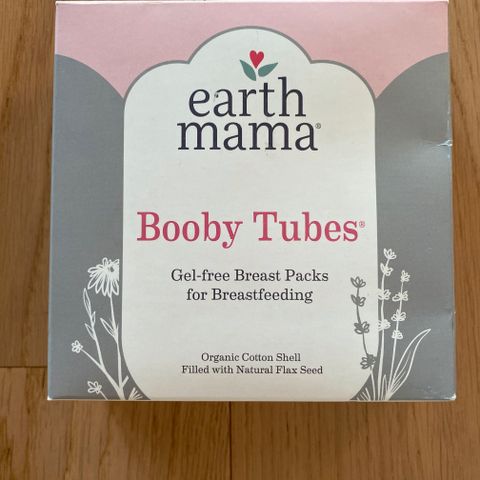 earth
mama®
Booby Tubes®
Gel-free Breast Packs
for Breastfeeding
Organic Cotton Shell
Filled with Natural Flax Seed